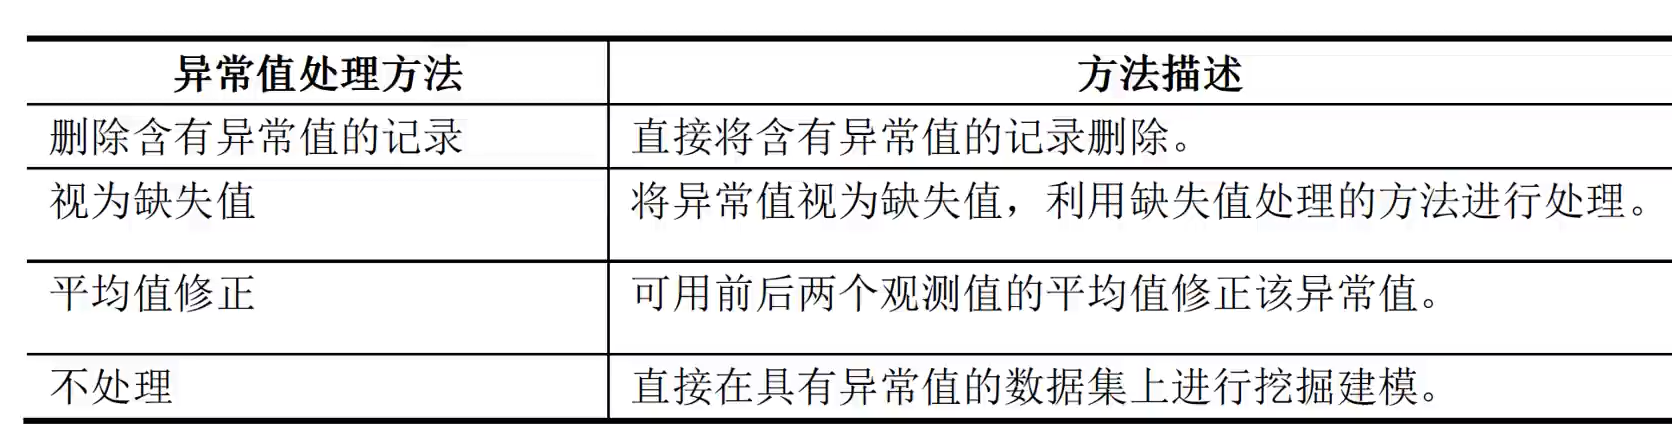 异常值处理方法 方法描述
删除含有异常值的记录 直接将含有异常值的记录删除。
视为缺失值 将异常值视为缺失值，利用缺失值处理的方法进行处理。
平均值修正 可用前后两个观测值的平均值修正该异常值。
不处理 直接在具有异常值的数据集上进行挖掘建模。